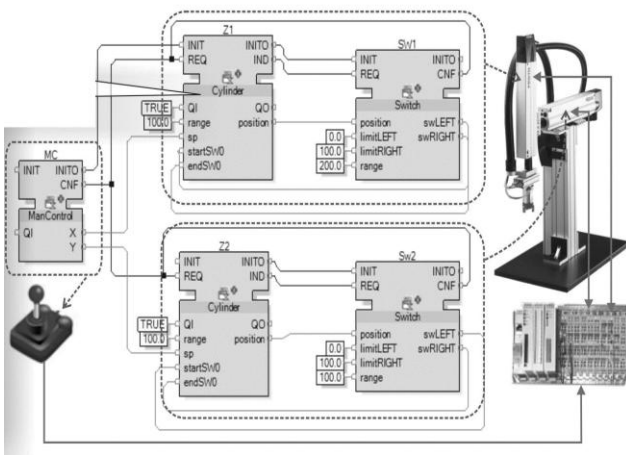 Z1
INIT INITO
REQ IND
Cylinder
TRUE QI QO
100.0 range position
sp
startSW0
endSW0
SW1
INIT INITO
REQ CNF
Switch
position swLEFT
0.0 limitLEFT swRIGHT
100.0 limitRIGHT
200.0 range
MC
INIT INITO
CNF
ManControl
QI X
Y
Z2
INIT INITO
REQ IND
Cylinder
TRUE QI QO
100.0 range position
sp
startSW0
endSW0
Sw2
INIT INITO
REQ CNF
Switch
position swLEFT
0.0 limitLEFT swRIGHT
100.0 limitRIGHT
100.0 range